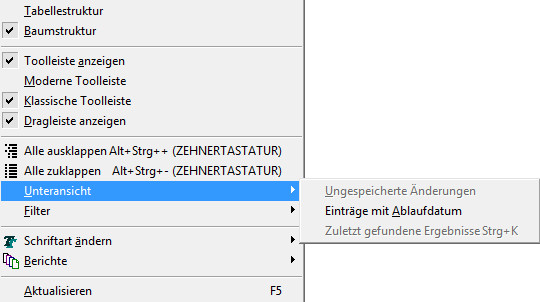 Tabellestruktur
Baumstruktur
Toolleiste anzeigen
Moderne Toolleiste
Klassische Toolleiste
Dragleiste anzeigen
Alle ausklappen Alt+Strg++ (ZEHNERTASTATUR)
Alle zuklappen Alt+Strg+- (ZEHNERTASTATUR)
Unteransicht
Filter
Schriftart ändern
Berichte
Aktualisieren F5
Ungespeicherte Änderungen
Einträge mit Ablaufdatum
Zuletzt gefundene Ergebnisse Strg+K